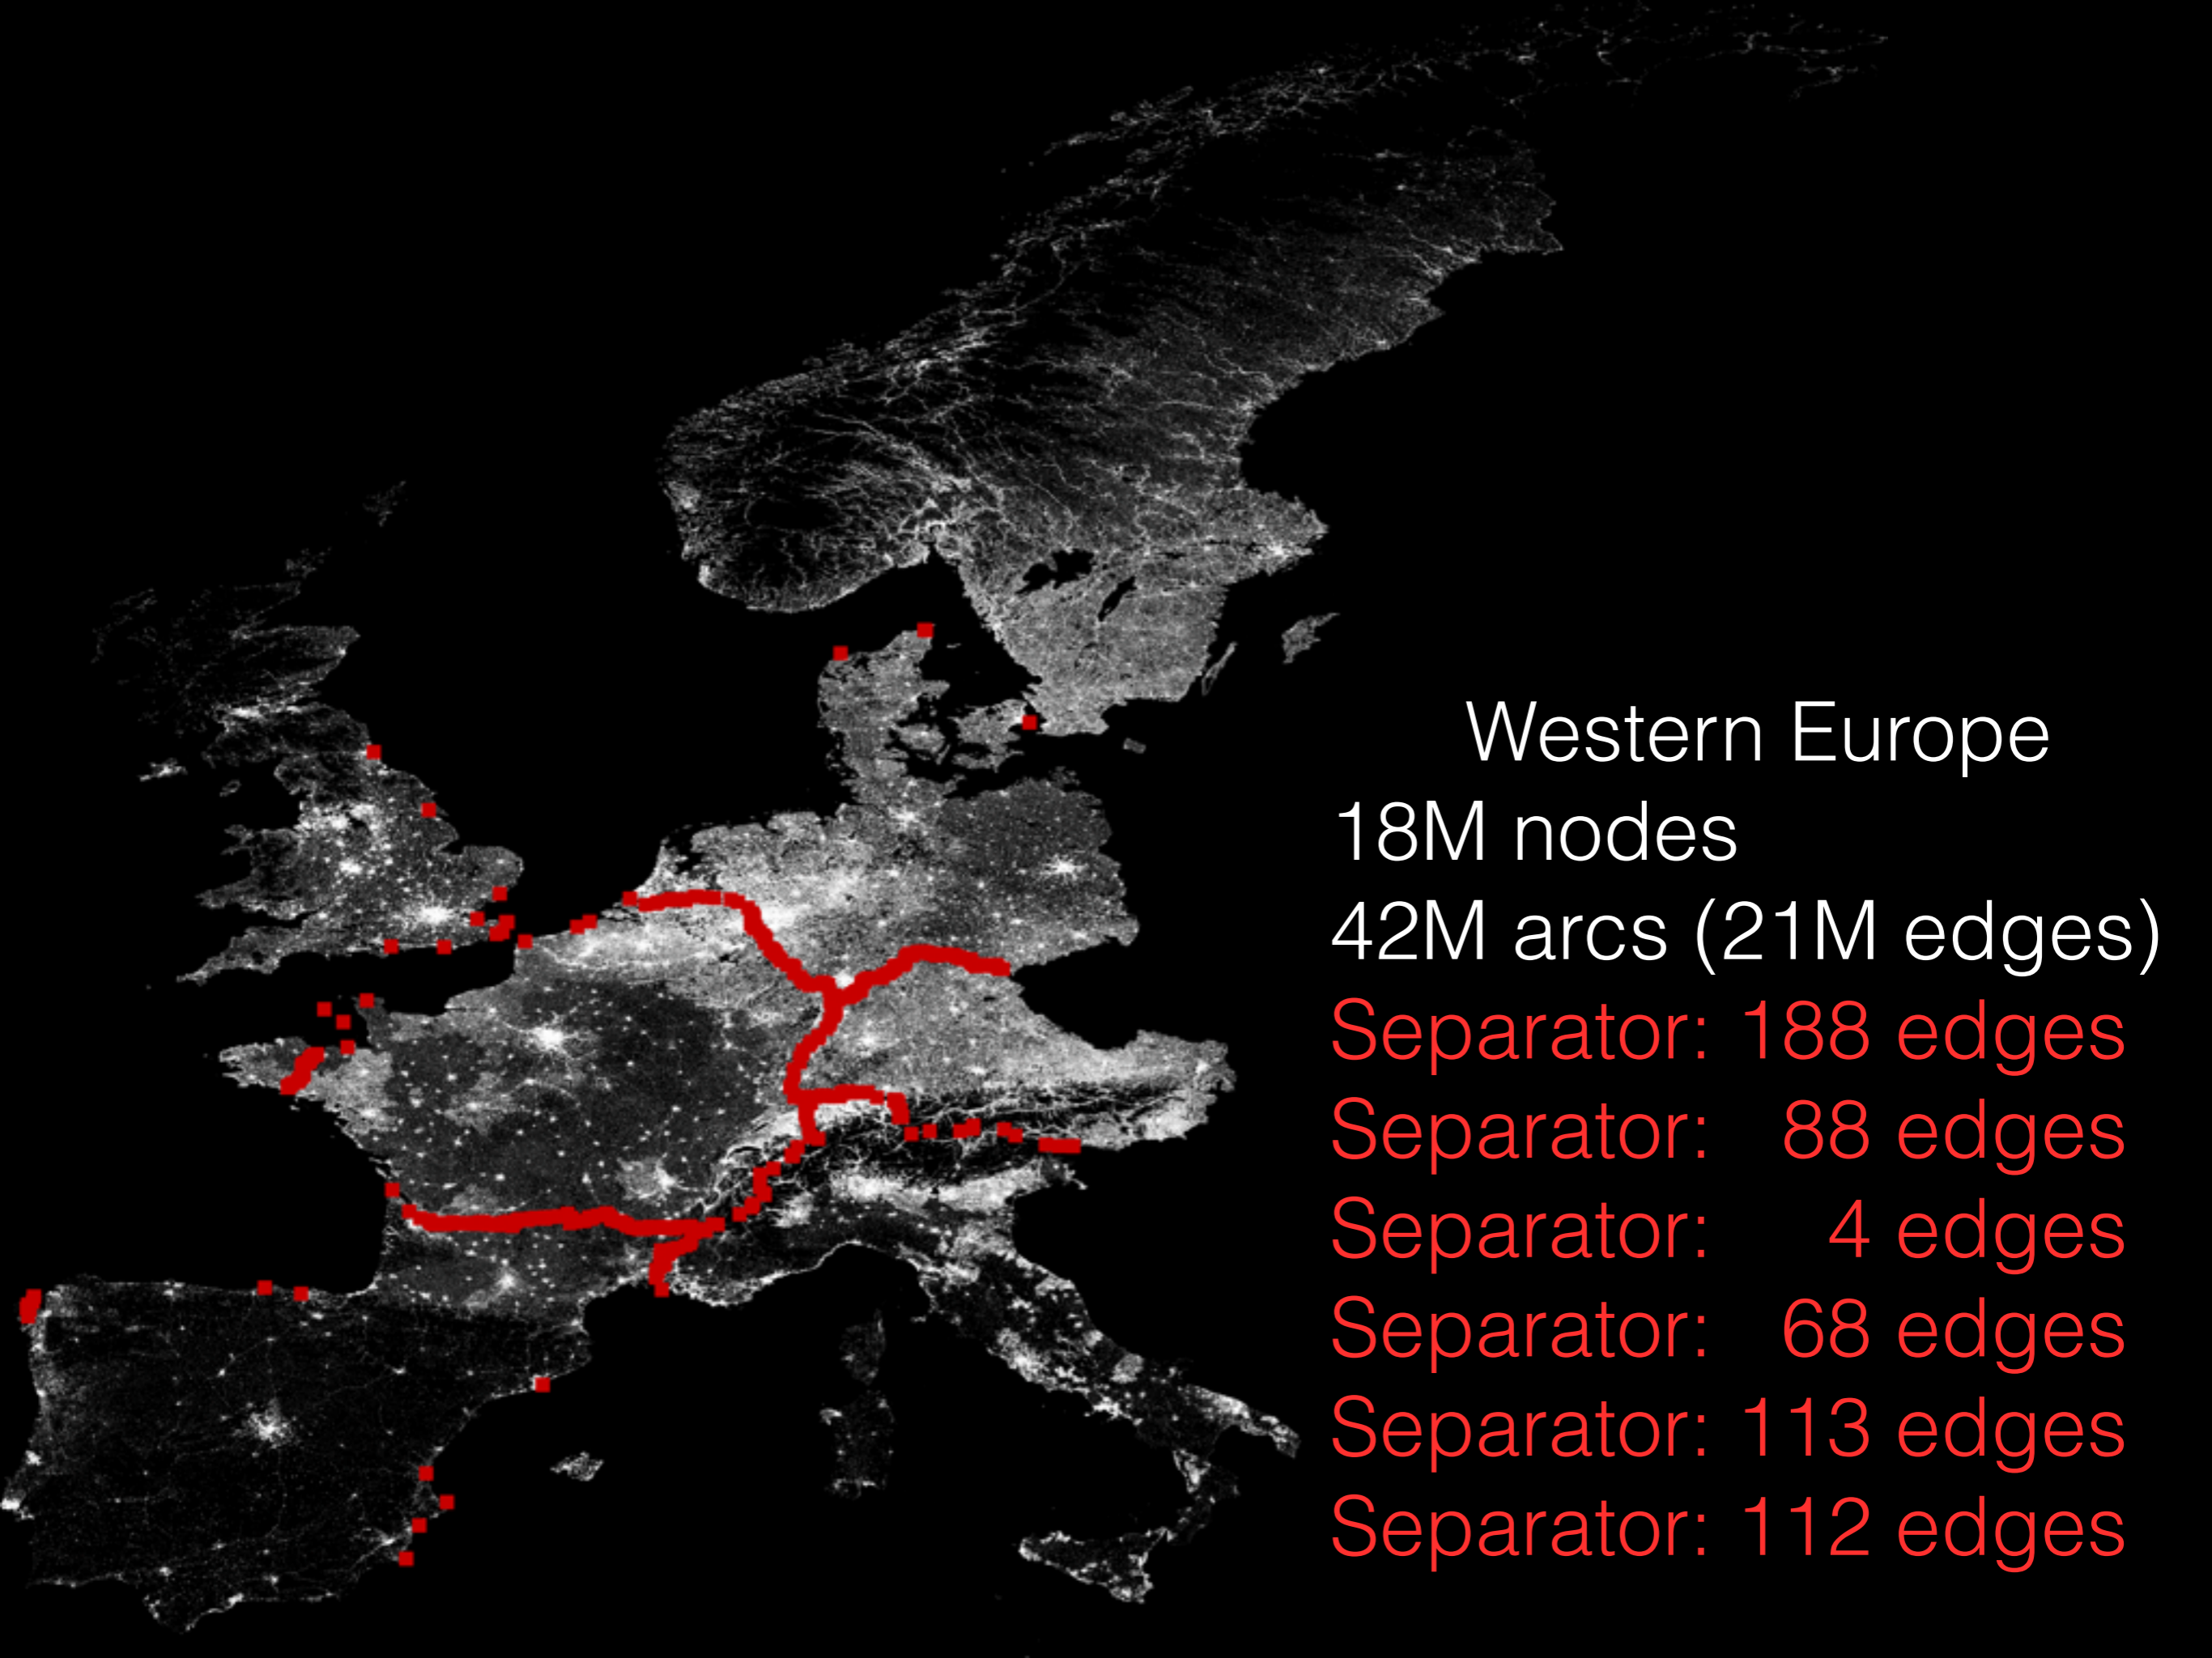 Western Europe
18M nodes
42M arcs (21M edges)
Separator: 188 edges
Separator: 88 edges
Separator: 4 edges
Separator: 68 edges
Separator: 113 edges
Separator: 112 edges